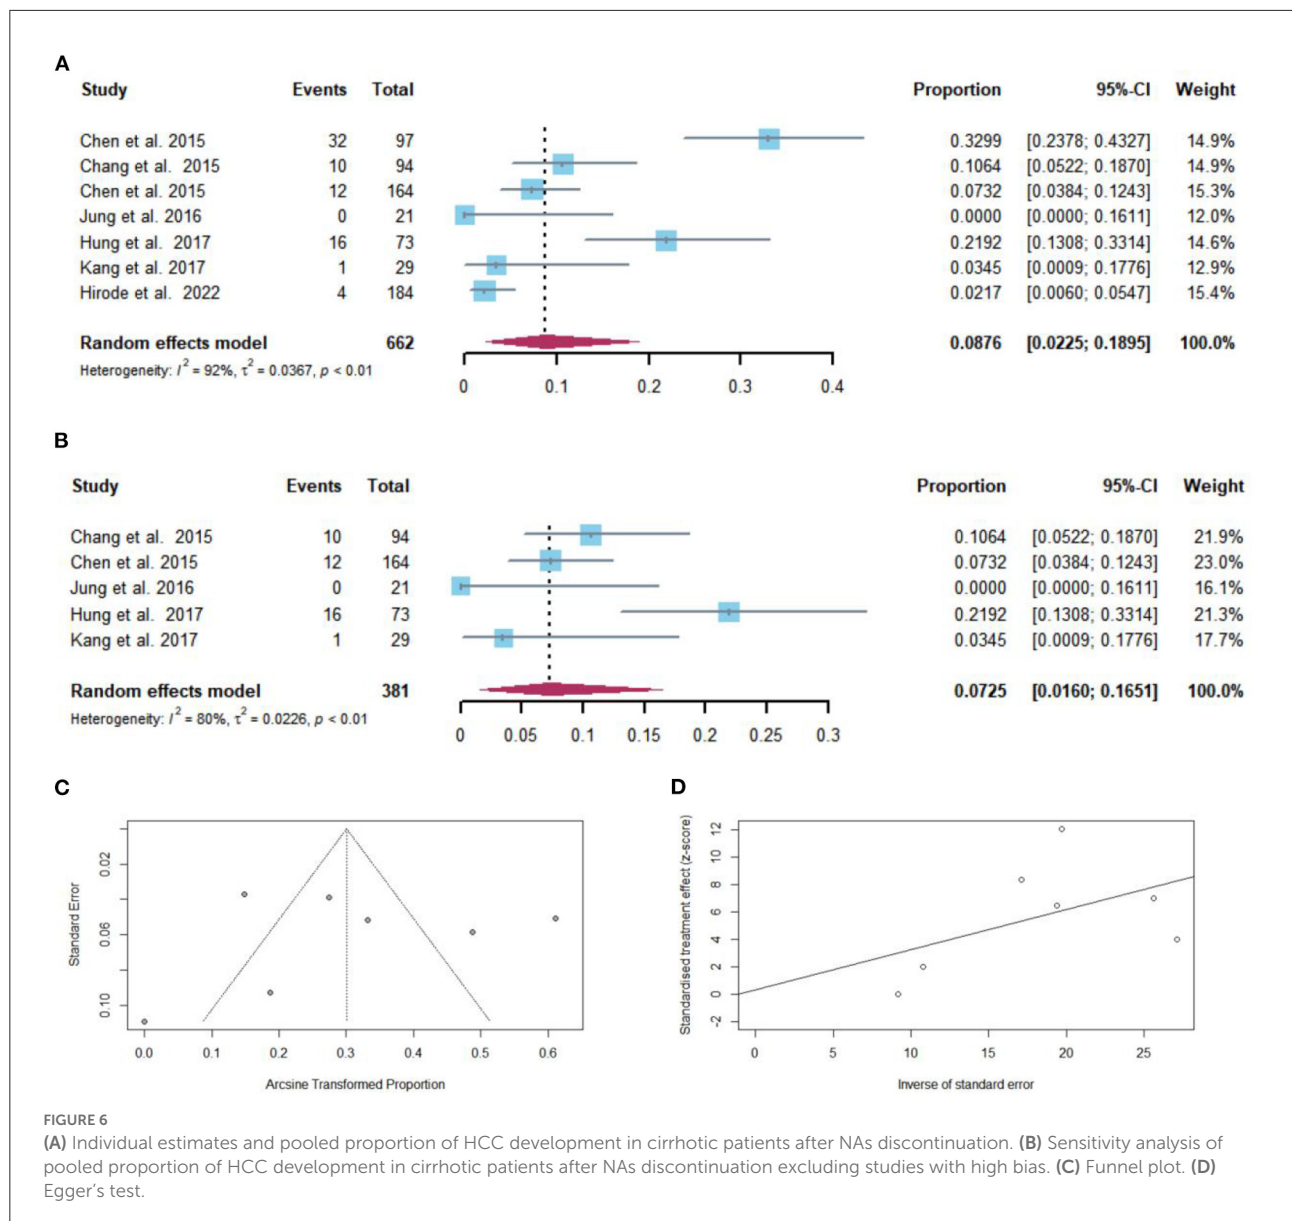 A
Study Events Total Proportion 95%-CI Weight
Chen et al. 2015 32 97 0.3299 [0.2378; 0.4327] 14.9%
Chang et al. 2015 10 94 0.1064 [0.0522; 0.1870] 14.9%
Chen et al. 2015 12 164 0.0732 [0.0384; 0.1243] 15.3%
Jung et al. 2016 0 21 0.0000 [0.0000; 0.1611] 12.0%
Hung et al. 2017 16 73 0.2192 [0.1308; 0.3314] 14.6%
Kang et al. 2017 1 29 0.0345 [0.0009; 0.1776] 12.9%
Hirode et al. 2022 4 184 0.0217 [0.0060; 0.0547] 15.4%
Random effects model 662 0.0876 [0.0225; 0.1895] 100.0%
Heterogeneity: I² = 92%, τ² = 0.0367, p < 0.01
0 0.1 0.2 0.3 0.4
B
Study Events Total Proportion 95%-CI Weight
Chang et al. 2015 10 94 0.1064 [0.0522; 0.1870] 21.9%
Chen et al. 2015 12 164 0.0732 [0.0384; 0.1243] 23.0%
Jung et al. 2016 0 21 0.0000 [0.0000; 0.1611] 16.1%
Hung et al. 2017 16 73 0.2192 [0.1308; 0.3314] 21.3%
Kang et al. 2017 1 29 0.0345 [0.0009; 0.1776] 17.7%
Random effects model 381 0.0725 [0.0160; 0.1651] 100.0%
Heterogeneity: I² = 80%, τ² = 0.0226, p < 0.01
0 0.05 0.1 0.15 0.2 0.25 0.3
C
Standard Error
0.02
0.06
0.10
0.0 0.1 0.2 0.3 0.4 0.5 0.6
Arcsine Transformed Proportion
D
Standardised treatment effect (z-score)
12
10
8
6
4
2
0
-2
0 5 10 15 20 25
Inverse of standard error
FIGURE 6
(A) Individual estimates and pooled proportion of HCC development in cirrhotic patients after NAs discontinuation. (B) Sensitivity analysis of
pooled proportion of HCC development in cirrhotic patients after NAs discontinuation excluding studies with high bias. (C) Funnel plot. (D)
Egger's test.